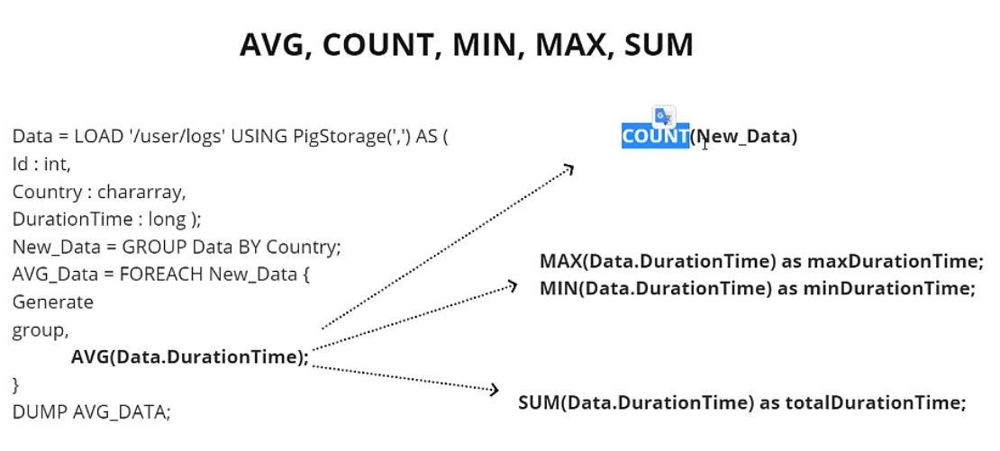 AVG, COUNT, MIN, MAX, SUM
Data = LOAD '/user/logs' USING PigStorage(',') AS (
Id : int,
Country : chararray,
DurationTime : long );
New_Data = GROUP Data BY Country;
AVG_Data = FOREACH New_Data {
Generate
group,
AVG(Data.DurationTime);
}
DUMP AVG_DATA;
COUNT(New_Data)
MAX(Data.DurationTime) as maxDurationTime;
MIN(Data.DurationTime) as minDurationTime;
SUM(Data.DurationTime) as totalDurationTime;